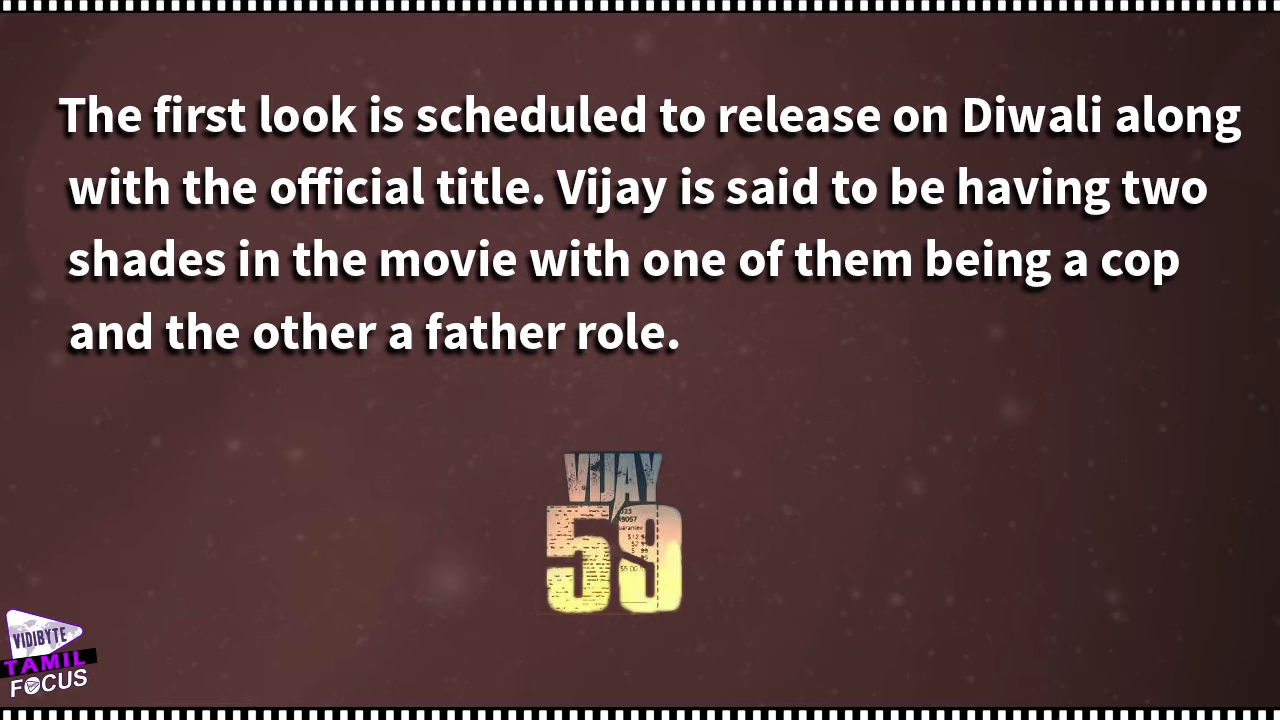 The first look is scheduled to release on Diwali along
with the official title. Vijay is said to be having two
shades in the movie with one of them being a cop
and the other a father role.
VIJAY
59
VIDIBYTE
TAMIL
FOCUS